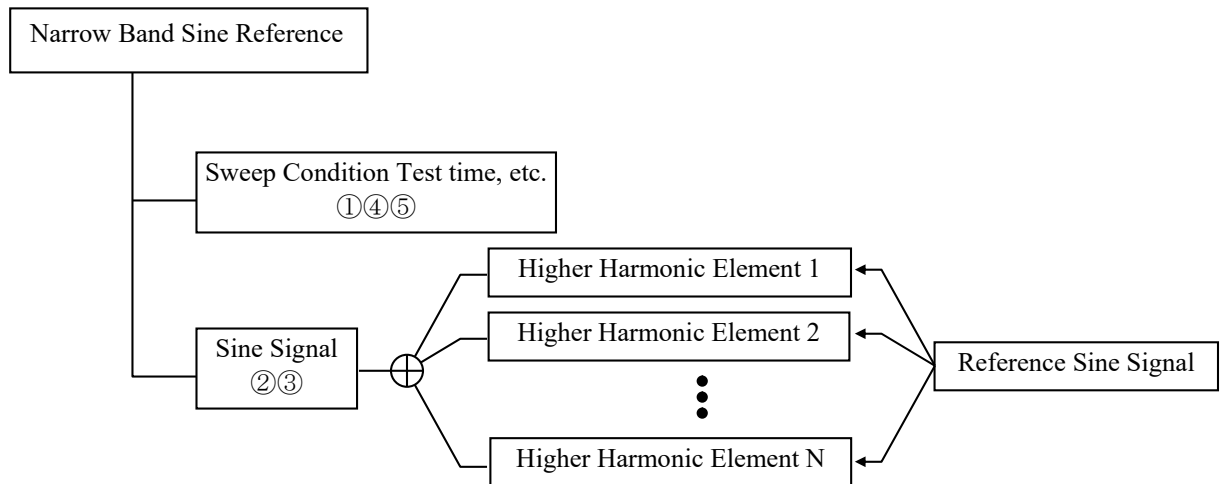 Narrow Band Sine Reference
Sweep Condition Test time, etc.
①④⑤
Higher Harmonic Element 1
Higher Harmonic Element 2
Sine Signal
②③
Reference Sine Signal
Higher Harmonic Element N